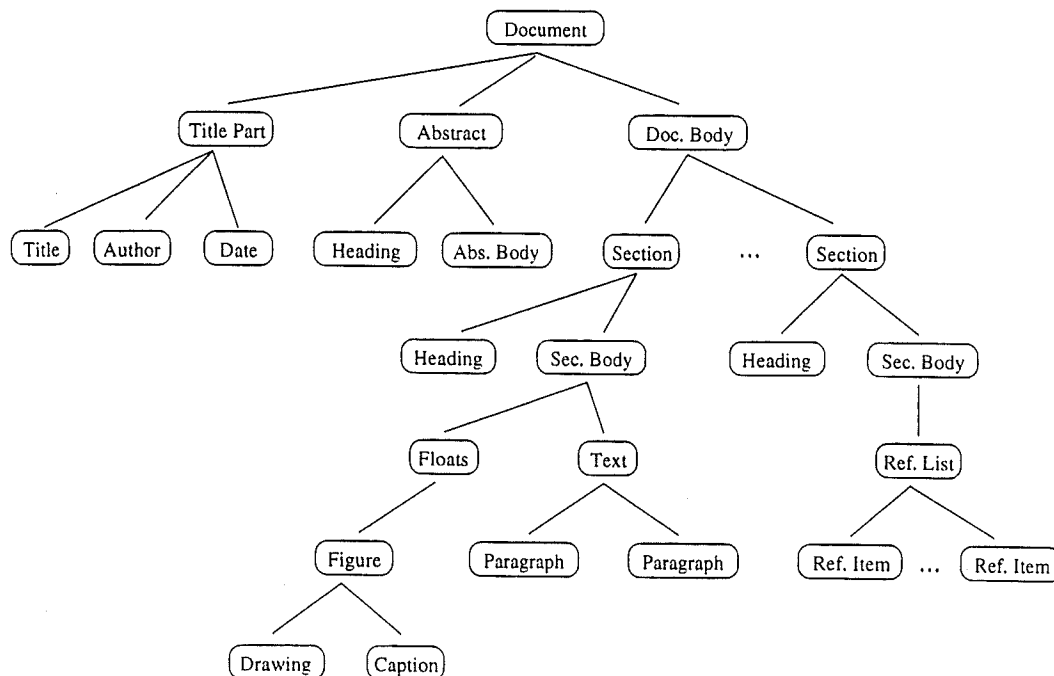 Document
Title Part Abstract Doc. Body
Title Author Date Heading Abs. Body Section ... Section
Heading Sec. Body Heading Sec. Body
Floats Text Ref. List
Figure Paragraph Paragraph Ref. Item ... Ref. Item
Drawing Caption